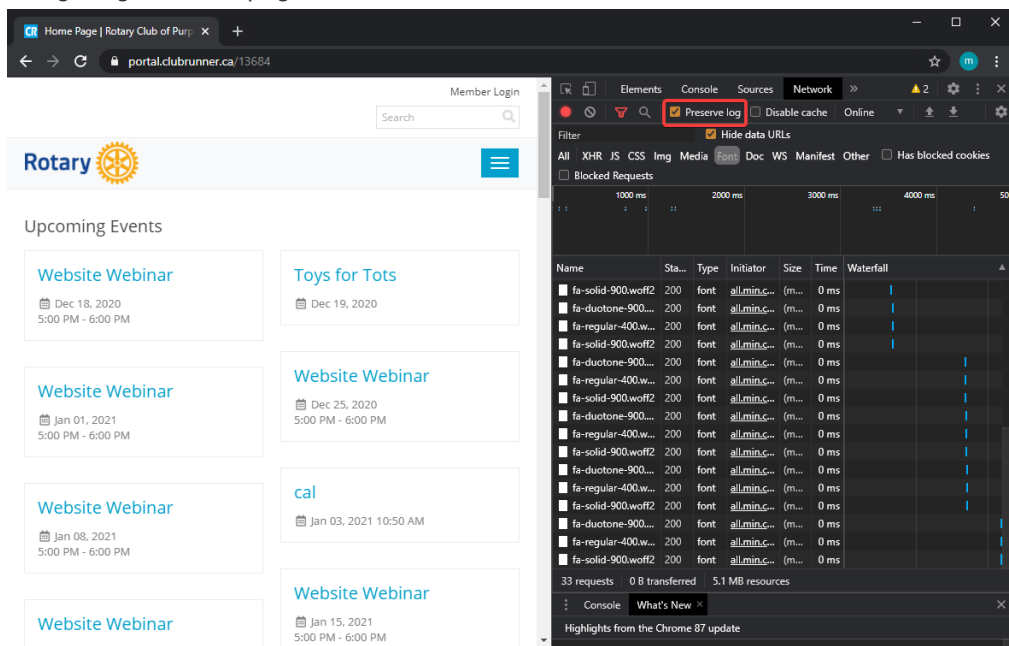 Home Page | Rotary Club of Purp
portal.clubrunner.ca/13684
m
Member Login
Search
Rotary
Upcoming Events
Website Webinar
Dec 18, 2020
5:00 PM - 6:00 PM
Toys for Tots
Dec 19, 2020
Website Webinar
Jan 01, 2021
5:00 PM - 6:00 PM
Website Webinar
Dec 25, 2020
5:00 PM - 6:00 PM
Website Webinar
Jan 08, 2021
5:00 PM - 6:00 PM
cal
Jan 03, 2021 10:50 AM
Website Webinar
Website Webinar
Jan 15, 2021
5:00 PM - 6:00 PM
Elements Console Sources Network » 2
Preserve log Disable cache Online
Filter Hide data URLs
All XHR JS CSS Img Media Font Doc WS Manifest Other Has blocked cookies
Blocked Requests
1000 ms 2000 ms 3000 ms 4000 ms 50
Name Sta... Type Initiator Size Time Waterfall
fa-solid-900.woff2 200 font all.min.c... (m... 0 ms
fa-duotone-900.... 200 font all.min.c... (m... 0 ms
fa-regular-400.w... 200 font all.min.c... (m... 0 ms
fa-solid-900.woff2 200 font all.min.c... (m... 0 ms
fa-duotone-900.... 200 font all.min.c... (m... 0 ms
fa-regular-400.w... 200 font all.min.c... (m... 0 ms
fa-solid-900.woff2 200 font all.min.c... (m... 0 ms
fa-duotone-900.... 200 font all.min.c... (m... 0 ms
fa-regular-400.w... 200 font all.min.c... (m... 0 ms
fa-solid-900.woff2 200 font all.min.c... (m... 0 ms
fa-duotone-900.... 200 font all.min.c... (m... 0 ms
fa-regular-400.w... 200 font all.min.c... (m... 0 ms
fa-solid-900.woff2 200 font all.min.c... (m... 0 ms
fa-duotone-900.... 200 font all.min.c... (m... 0 ms
fa-regular-400.w... 200 font all.min.c... (m... 0 ms
fa-solid-900.woff2 200 font all.min.c... (m... 0 ms
33 requests 0 B transferred 5.1 MB resources
Console What's New
Highlights from the Chrome 87 update